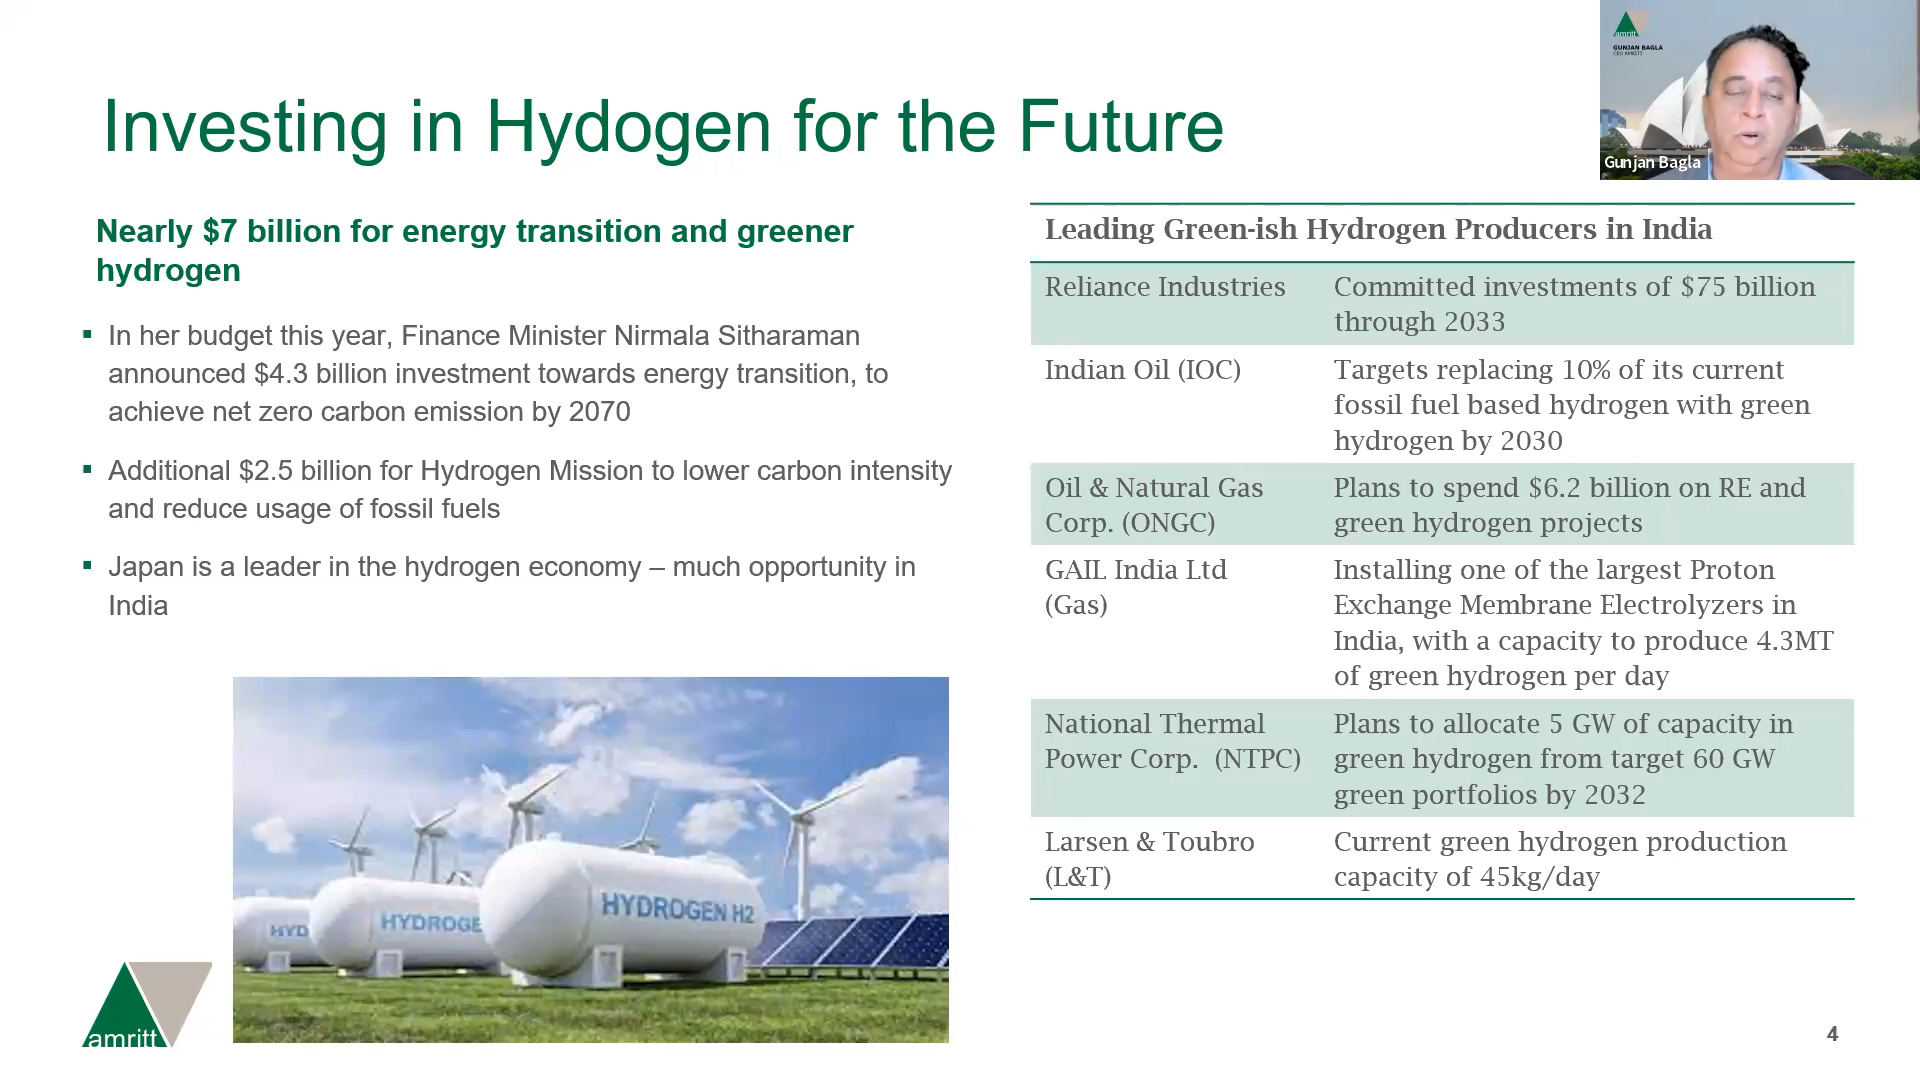 amritt
GUNJAN BAGLA
CEO AMRITT
Gunjan Bagla
Investing in Hydogen for the Future
Nearly $7 billion for energy transition and greener
hydrogen
▪ In her budget this year, Finance Minister Nirmala Sitharaman
announced $4.3 billion investment towards energy transition, to
achieve net zero carbon emission by 2070
▪ Additional $2.5 billion for Hydrogen Mission to lower carbon intensity
and reduce usage of fossil fuels
▪ Japan is a leader in the hydrogen economy – much opportunity in
India
HYD
HYDROGE
HYDROGEN H2
amritt
Leading Green-ish Hydrogen Producers in India
Reliance Industries
Committed investments of $75 billion
through 2033
Indian Oil (IOC)
Targets replacing 10% of its current
fossil fuel based hydrogen with green
hydrogen by 2030
Oil & Natural Gas
Corp. (ONGC)
Plans to spend $6.2 billion on RE and
green hydrogen projects
GAIL India Ltd
(Gas)
Installing one of the largest Proton
Exchange Membrane Electrolyzers in
India, with a capacity to produce 4.3MT
of green hydrogen per day
National Thermal
Power Corp. (NTPC)
Plans to allocate 5 GW of capacity in
green hydrogen from target 60 GW
green portfolios by 2032
Larsen & Toubro
(L&T)
Current green hydrogen production
capacity of 45kg/day
4